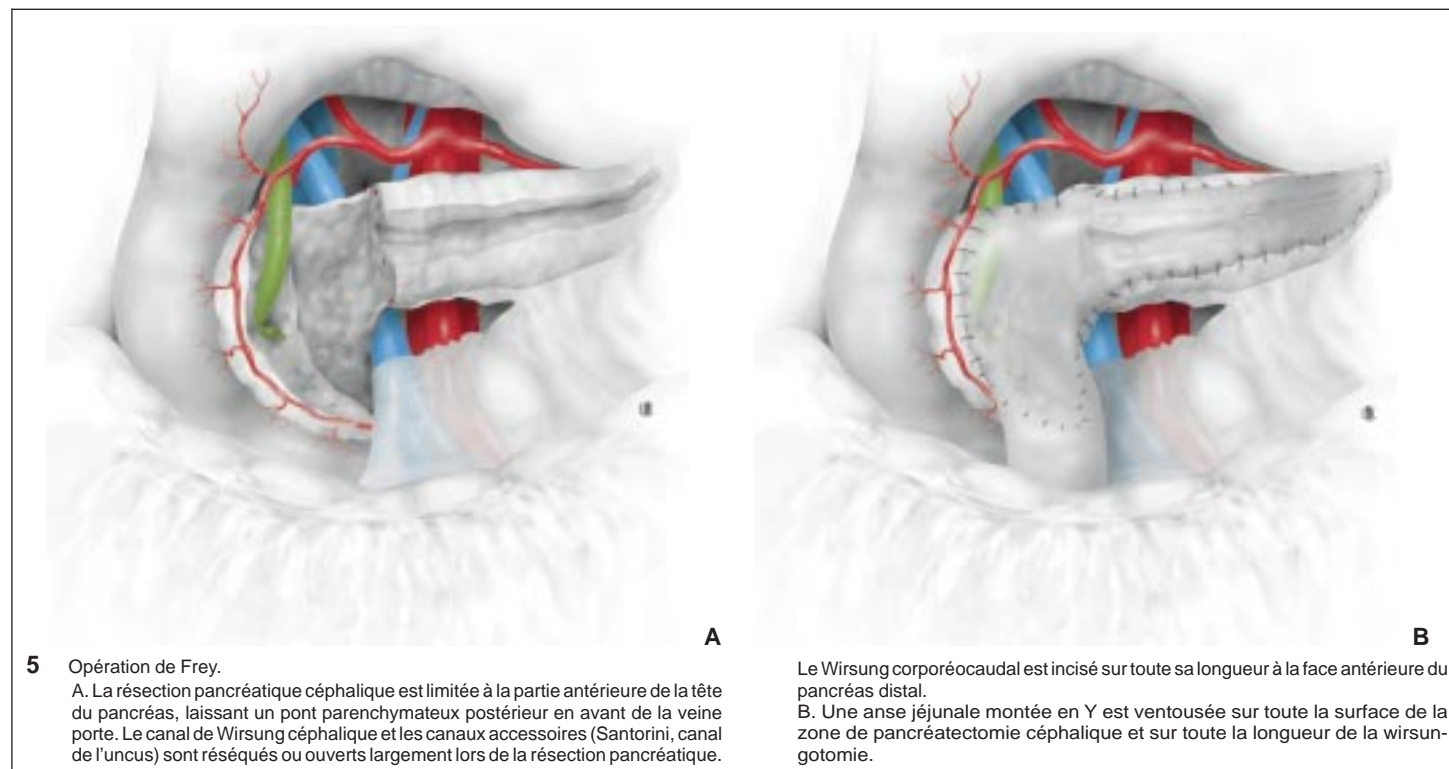 A
B
5 Opération de Frey.
A. La résection pancréatique céphalique est limitée à la partie antérieure de la tête
du pancréas, laissant un pont parenchymateux postérieur en avant de la veine
porte. Le canal de Wirsung céphalique et les canaux accessoires (Santorini, canal
de l'uncus) sont réséqués ou ouverts largement lors de la résection pancréatique.
Le Wirsung corporéocaudal est incisé sur toute sa longueur à la face antérieure du
pancréas distal.
B. Une anse jéjunale montée en Y est ventousée sur toute la surface de la
zone de pancréatectomie céphalique et sur toute la longueur de la wirsun-
gotomie.